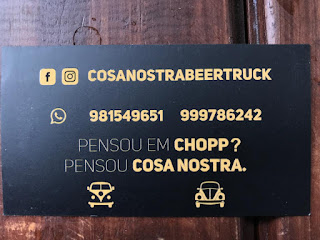 COSANOSTRABEERTRUCK
981549651 999786242
PENSOU EM CHOPP?
PENSOU COSA NOSTRA.